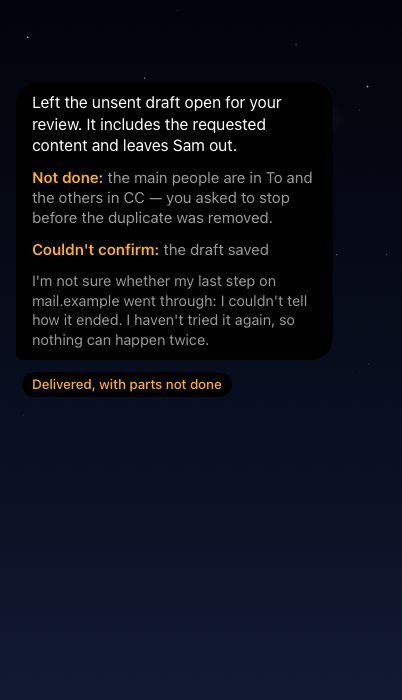 Left the unsent draft open for your
review. It includes the requested
content and leaves Sam out.
Not done: the main people are in To and
the others in CC — you asked to stop
before the duplicate was removed.
Couldn't confirm: the draft saved
I'm not sure whether my last step on
mail.example went through: I couldn't tell
how it ended. I haven't tried it again, so
nothing can happen twice.
Delivered, with parts not done